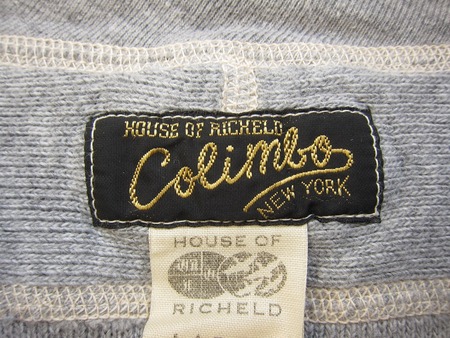 HOUSE OF RICHELD
Colimbo
NEW YORK
HOUSE OF
RICHELD